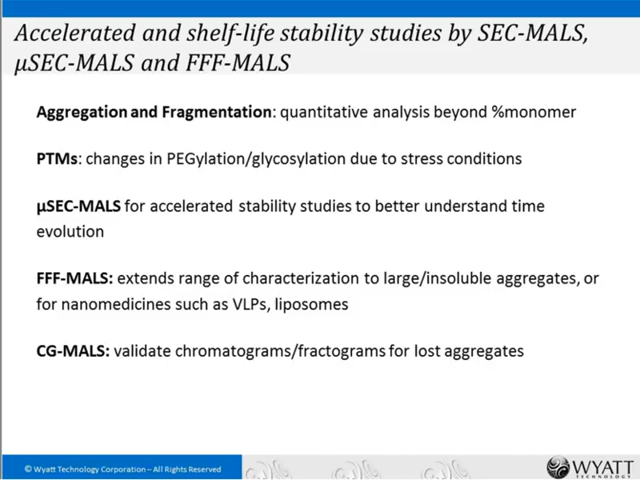 Accelerated and shelf-life stability studies by SEC-MALS,
µSEC-MALS and FFF-MALS
Aggregation and Fragmentation: quantitative analysis beyond %monomer
PTMs: changes in PEGylation/glycosylation due to stress conditions
µSEC-MALS for accelerated stability studies to better understand time
evolution
FFF-MALS: extends range of characterization to large/insoluble aggregates, or
for nanomedicines such as VLPs, liposomes
CG-MALS: validate chromatograms/fractograms for lost aggregates
© Wyatt Technology Corporation – All Rights Reserved
WYATT
TECHNOLOGY